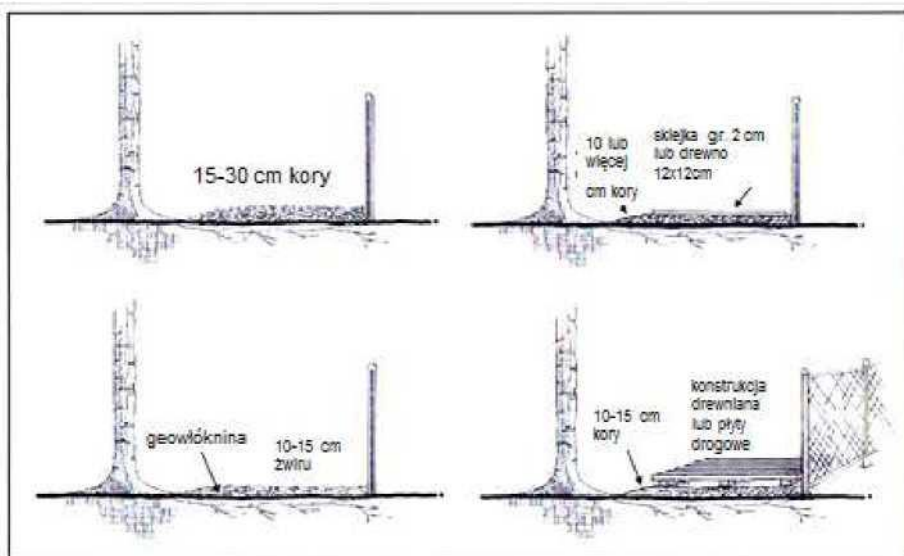 15-30 cm kory
10 lub
więcej
cm kory
sklejka gr. 2 cm
lub drewno
12x12cm
geowłóknina
10-15 cm
żwiru
10-15 cm
kory
konstrukcja
drewniana
lub płyty
drogowe